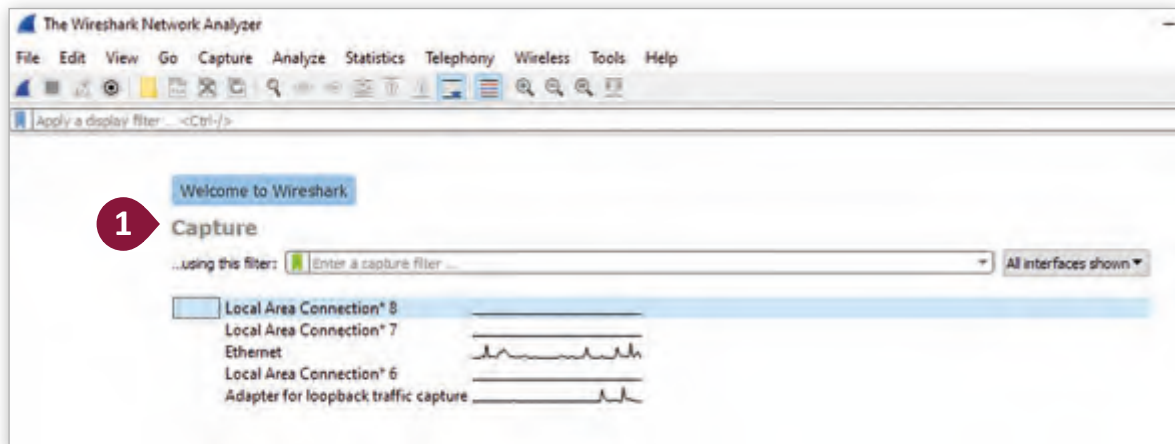 The Wireshark Network Analyzer
File Edit View Go Capture Analyze Statistics Telephony Wireless Tools Help
Apply a display filter ... <Ctrl-/>
Welcome to Wireshark
1
Capture
...using this filter: Enter a capture filter ... All interfaces shown
Local Area Connection* 8
Local Area Connection* 7
Ethernet
Local Area Connection* 6
Adapter for loopback traffic capture